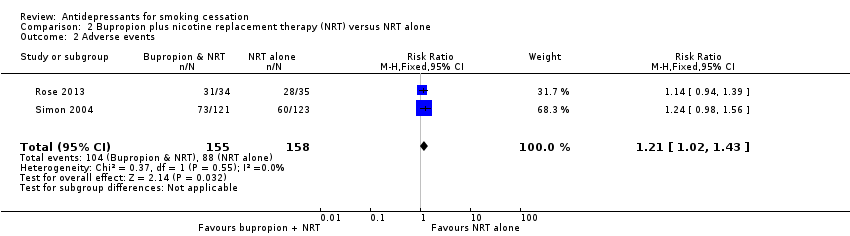 Review: Antidepressants for smoking cessation
Comparison: 2 Bupropion plus nicotine replacement therapy (NRT) versus NRT alone
Outcome: 2 Adverse events
Study or subgroup Bupropion & NRT NRT alone Risk Ratio Weight Risk Ratio
n/N n/N M-H,Fixed,95% CI M-H,Fixed,95% CI
Rose 2013 31/34 28/35 31.7 % 1.14 [ 0.94, 1.39 ]
Simon 2004 73/121 60/123 68.3 % 1.24 [ 0.98, 1.56 ]
Total (95% CI) 155 158 100.0 % 1.21 [ 1.02, 1.43 ]
Total events: 104 (Bupropion & NRT), 88 (NRT alone)
Heterogeneity: Chi² = 0.37, df = 1 (P = 0.55); I² =0.0%
Test for overall effect: Z = 2.14 (P = 0.032)
Test for subgroup differences: Not applicable
0.01 0.1 1 10 100
Favours bupropion + NRT Favours NRT alone